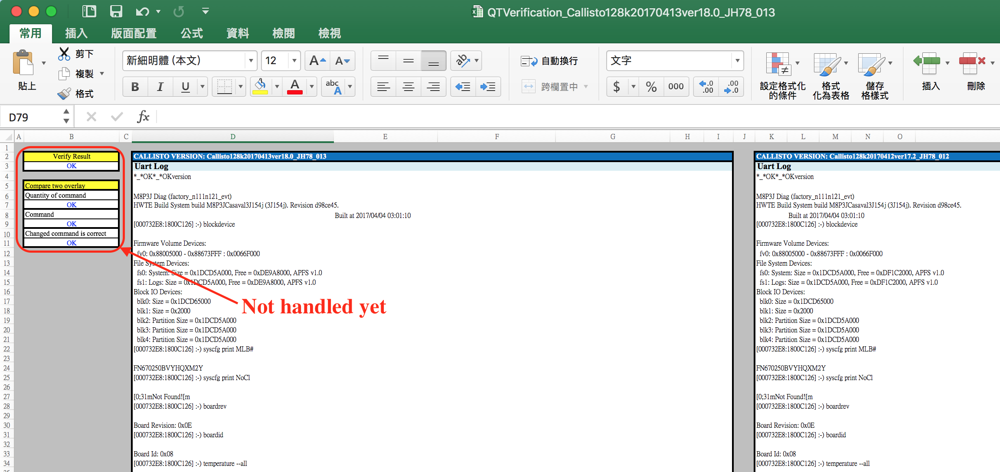 QTVerification_Callisto128k20170413ver18.0_JH78_013
常用 插入 版面配置 公式 資料 檢閱 檢視
貼上
剪下
複製
格式
新細明體 (本文) 12 A A
B I U A abc A
ab
自動換行
跨欄置中
文字
$ % 000 .0 .00 .00 .0
設定格式化
的條件
格式
化為表格
儲存
格樣式
插入
刪除
D79 fx
A B C D E F G H I J K L M N O
1
2 Verify Result CALLISTO VERSION: Callisto128k20170413ver18.0_JH78_013 CALLISTO VERSION: Callisto128k20170412ver17.2_JH78_012
3 OK Uart Log Uart Log
4 *_*OK*_*OKversion *_*OK*_*OKversion
5 Compare two overlay
6 Quantity of command M8P3J Diag (factory_n111n121_evt) M8P3J Diag (factory_n111n121_evt)
7 OK HWTE Build System build M8P3JCasaval3J154j (3J154j). Revision d98ce45. HWTE Build System build M8P3JCasaval3J154j (3J154j). Revision d98ce45.
8 Command Built at 2017/04/04 03:01:10 Built at 2017/04/04 03:01:10
9 OK [000732E8:1800C126] :-) blockdevice [000732E8:1800C126] :-) blockdevice
10 Changed command is correct
11 OK Firmware Volume Devices: Firmware Volume Devices:
12 fv0: 0x88005000 - 0x88673FFF : 0x0066F000 fv0: 0x88005000 - 0x88673FFF : 0x0066F000
13 File System Devices: File System Devices:
14 fs0: System: Size = 0x1DCD5A000, Free = 0xDE9A8000, APFS v1.0 fs0: System: Size = 0x1DCD5A000, Free = 0xDF1C2000, APFS v1.0
15 fs1: Logs: Size = 0x1DCD5A000, Free = 0xDE9A8000, APFS v1.0 fs1: Logs: Size = 0x1DCD5A000, Free = 0xDF1C2000, APFS v1.0
16 Block IO Devices: Block IO Devices:
17 blk0: Size = 0x1DCD65000 blk0: Size = 0x1DCD65000
Not handled yet
18 blk1: Size = 0x2000 blk1: Size = 0x2000
19 blk2: Partition Size = 0x1DCD5A000 blk2: Partition Size = 0x1DCD5A000
20 blk3: Partition Size = 0x1DCD5A000 blk3: Partition Size = 0x1DCD5A000
21 blk4: Partition Size = 0x1DCD5A000 blk4: Partition Size = 0x1DCD5A000
22 [000732E8:1800C126] :-) syscfg print MLB# [000732E8:1800C126] :-) syscfg print MLB#
23
24 FN670250BVYHQXM2Y FN670250BVYHQXM2Y
25 [000732E8:1800C126] :-) syscfg print NoCl [000732E8:1800C126] :-) syscfg print NoCl
26
27 [0;31mNot Found![m [0;31mNot Found![m
28 [000732E8:1800C126] :-) boardrev [000732E8:1800C126] :-) boardrev
29
30 Board Revision: 0x0E Board Revision: 0x0E
31 [000732E8:1800C126] :-) boardid [000732E8:1800C126] :-) boardid
32
33 Board Id: 0x08 Board Id: 0x08
34 [000732E8:1800C126] :-) temperature --all [000732E8:1800C126] :-) temperature --all